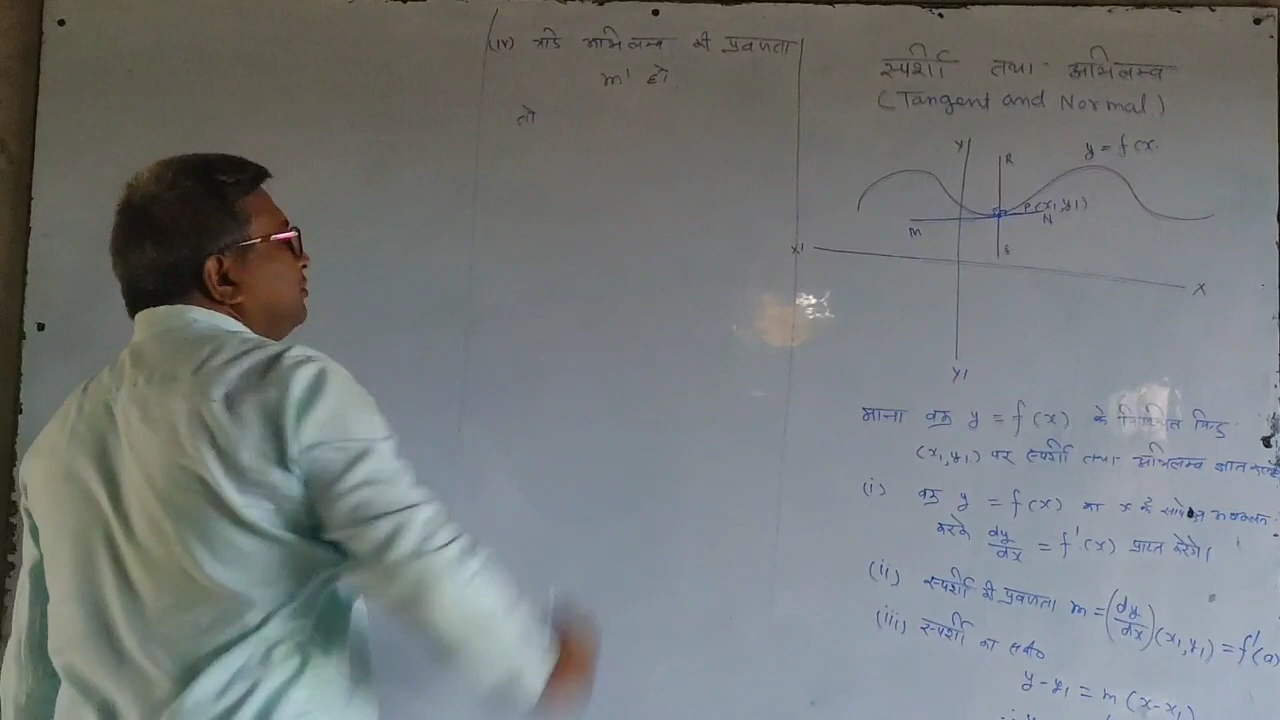 (iv) यदि अभिलम्ब की प्रवणता
m' हो
तो
स्पर्शी तथा अभिलम्ब
(Tangent and Normal)
Y
R
y = f(x
P(x₁,y₁)
M
N
X'
X
Y'
माना वक्र y = f(x) के निश्चित बिन्दु
(x₁,y₁) पर स्पर्शी तथा अभिलम्ब ज्ञात
(i) वक्र y = f(x) का x के सापेक्ष अवकलन
करके dy/dx = f'(x) प्राप्त करेंगे।
(ii) स्पर्शी की प्रवणता m = (dy/dx)(x₁,y₁) = f'(a)
(iii) स्पर्शी का समी०
y-y₁ = m(x-x₁)